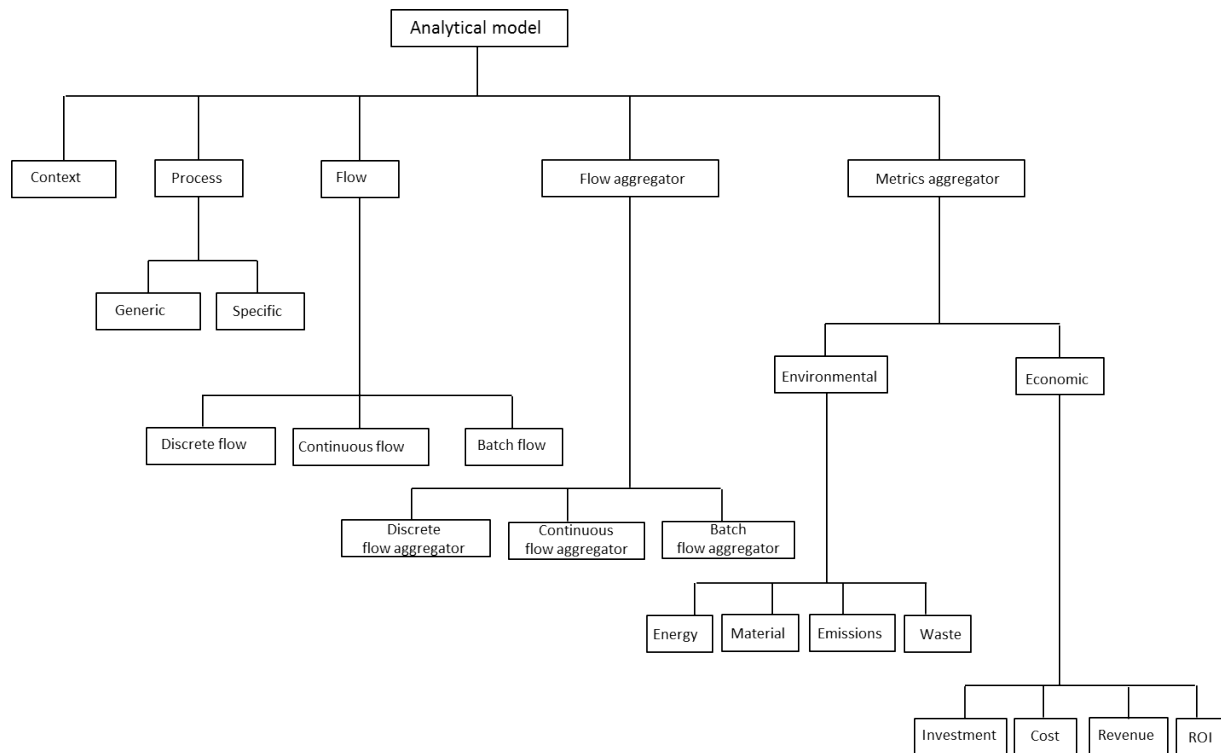 Analytical model
Context
Process
Flow
Flow aggregator
Metrics aggregator
Generic
Specific
Environmental
Economic
Discrete flow
Continuous flow
Batch flow
Discrete
flow aggregator
Continuous
flow aggregator
Batch
flow aggregator
Energy
Material
Emissions
Waste
Investment
Cost
Revenue
ROI